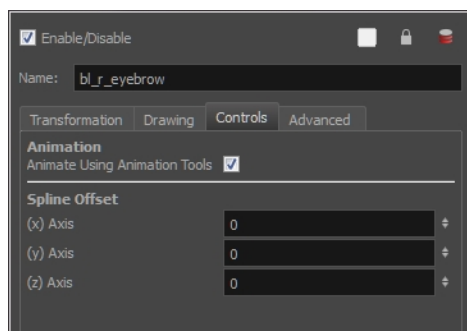 Enable/Disable
Name: bl_r_eyebrow
Transformation Drawing Controls Advanced
Animation
Animate Using Animation Tools
Spline Offset
(x) Axis 0
(y) Axis 0
(z) Axis 0